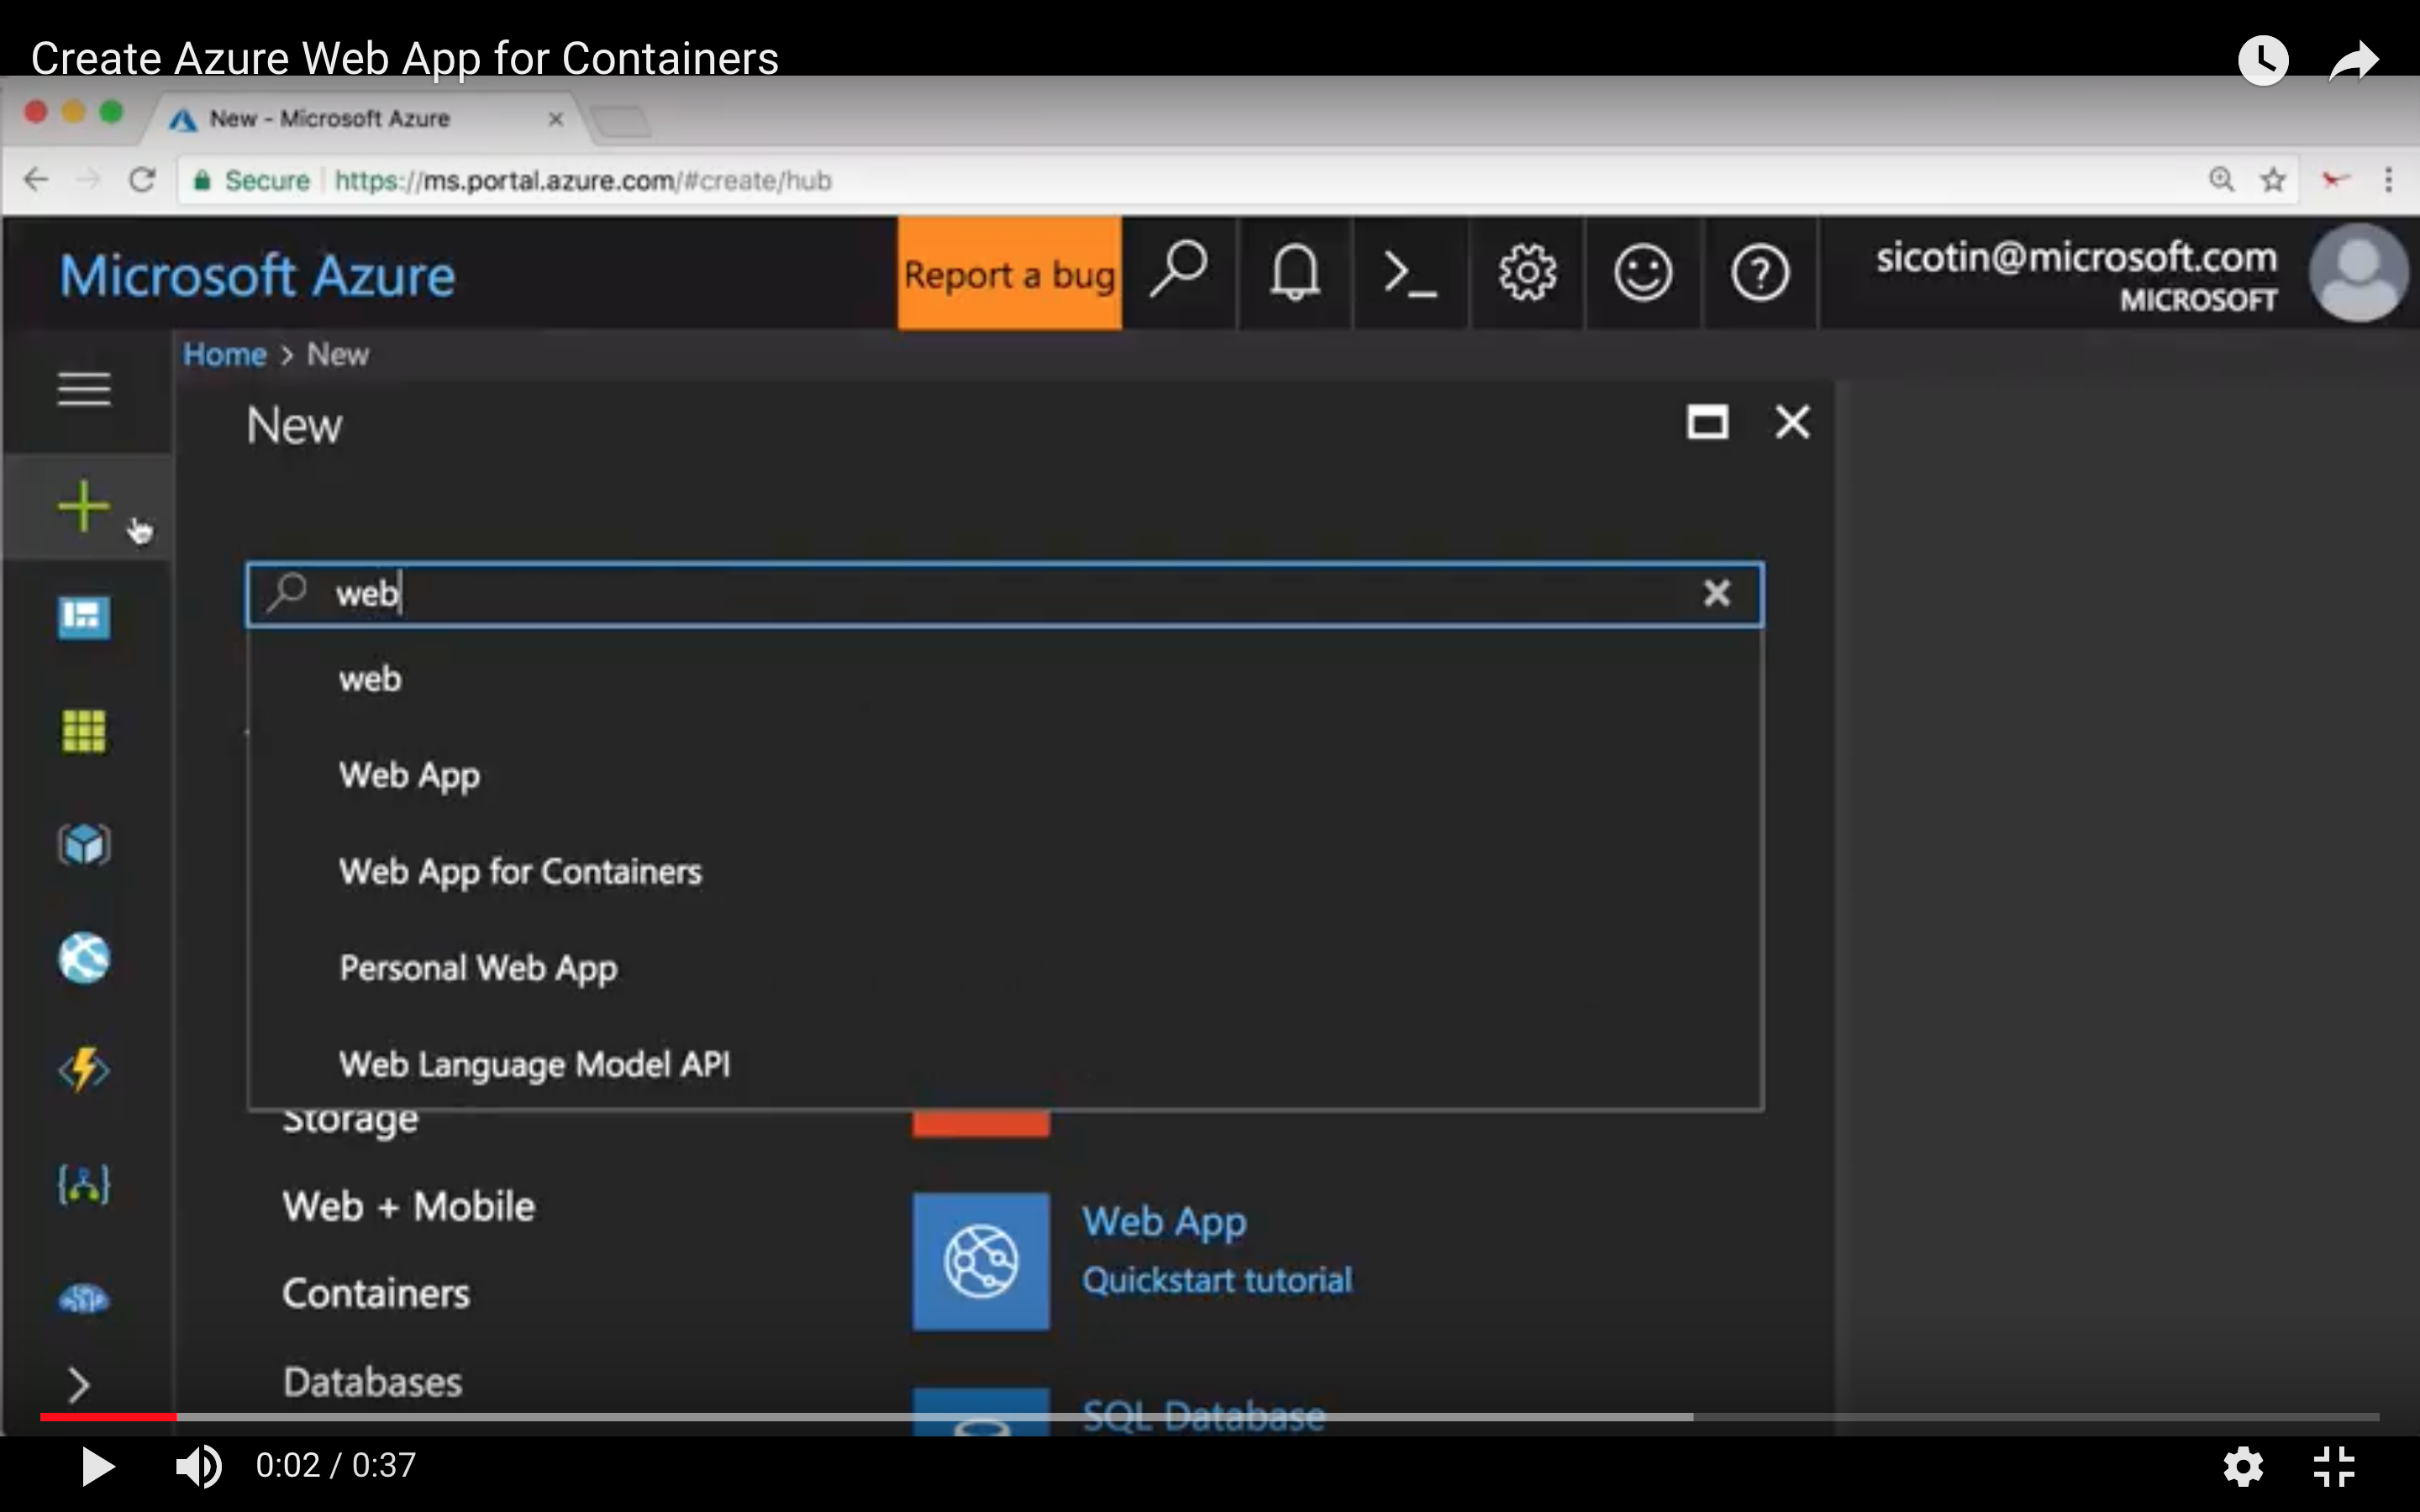 Create Azure Web App for Containers
New - Microsoft Azure
Secure https://ms.portal.azure.com/#create/hub
Microsoft Azure
Report a bug
sicotin@microsoft.com
MICROSOFT
Home > New
New
web
web
Web App
Web App for Containers
Personal Web App
Web Language Model API
Storage
Web + Mobile
Web App
Quickstart tutorial
Containers
Databases
SQL Database
0:02 / 0:37